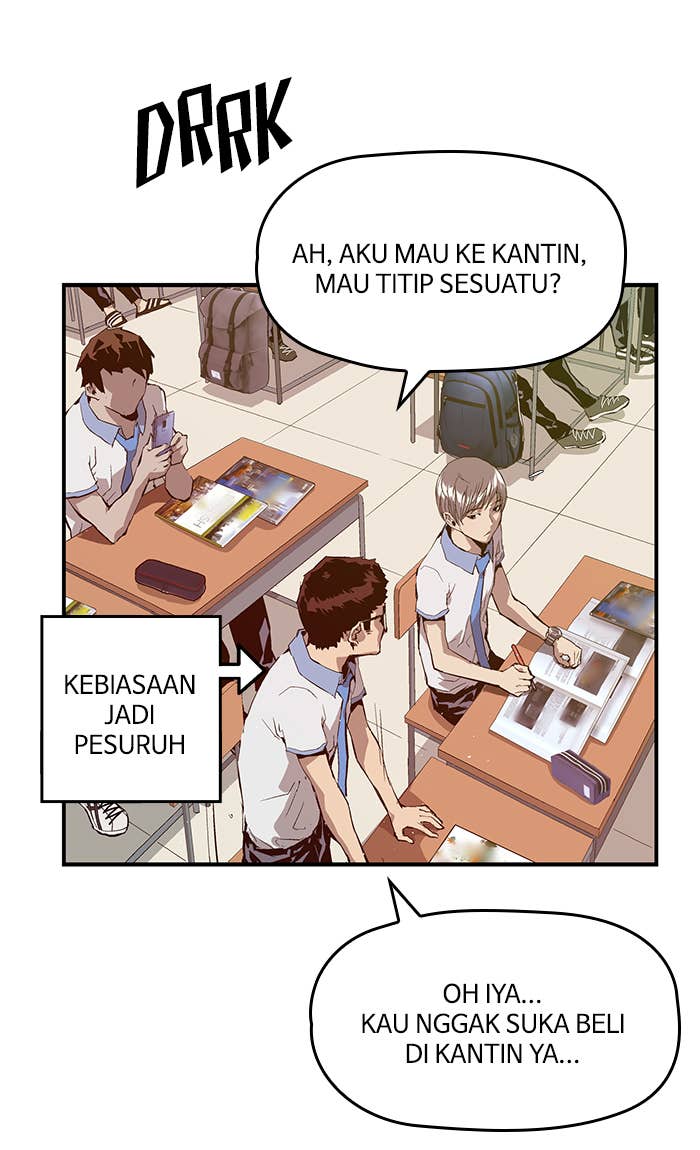 DRRK
AH, AKU MAU KE KANTIN,
MAU TITIP SESUATU?
KEBIASAAN
JADI
PESURUH
OH IYA...
KAU NGGAK SUKA BELI
DI KANTIN YA...